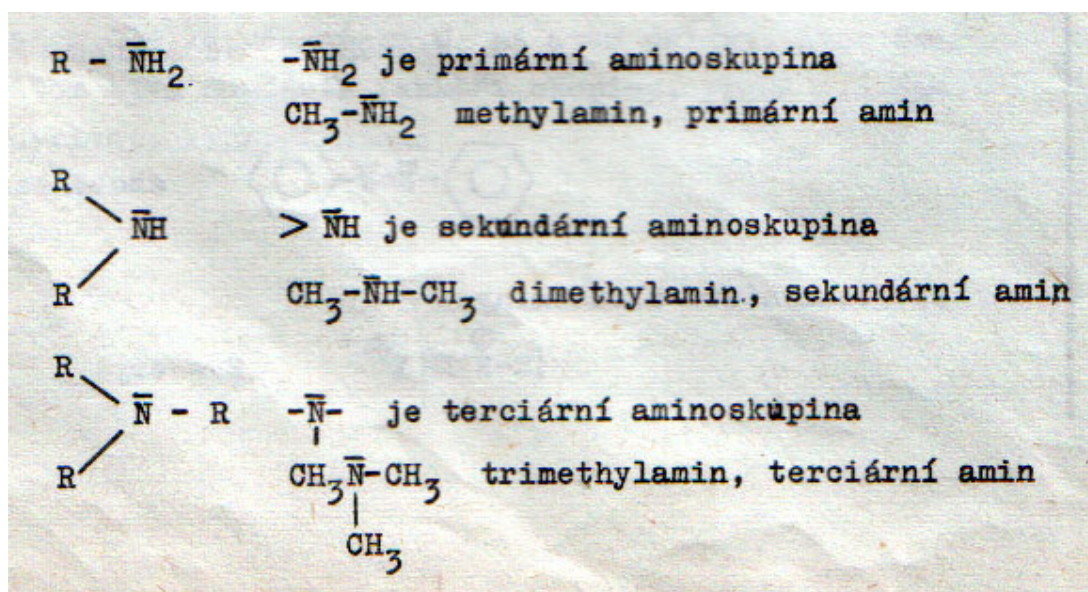 R - N̄H₂ -N̄H₂ je primární aminoskupina
CH₃-N̄H₂ methylamin, primární amin
R
N̄H > N̄H je sekundární aminoskupina
R CH₃-N̄H-CH₃ dimethylamin., sekundární amin
R
N̄ - R -N̄- je terciární aminoskupina
R CH₃N̄-CH₃ trimethylamin, terciární amin
CH₃